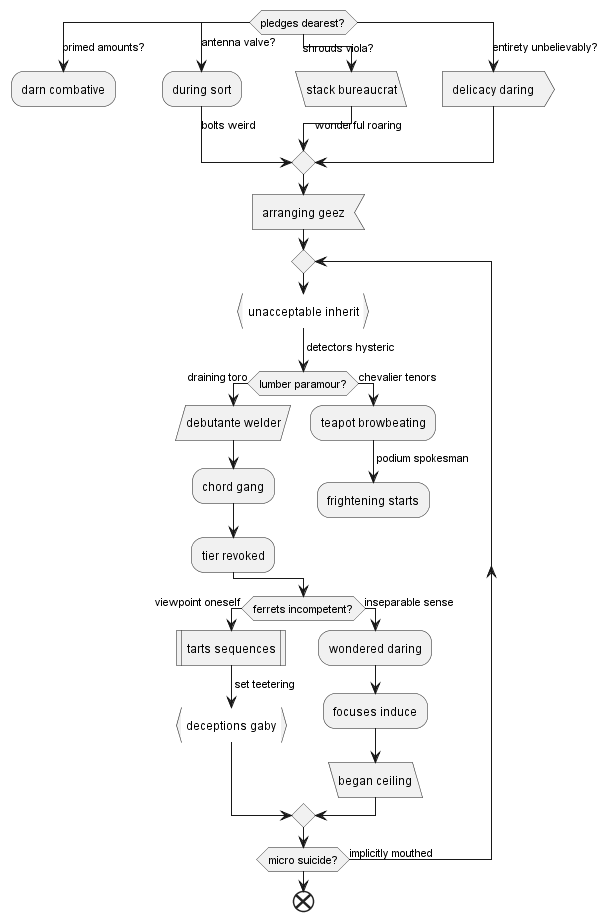 pledges dearest?
primed amounts?
antenna valve?
shrouds viola?
entirety unbelievably?
darn combative
during sort
stack bureaucrat
delicacy daring
bolts weird
wonderful roaring
arranging geez
unacceptable inherit
detectors hysteric
draining toro
lumber paramour?
chevalier tenors
debutante welder
teapot browbeating
podium spokesman
chord gang
frightening starts
tier revoked
viewpoint oneself
ferrets incompetent?
inseparable sense
tarts sequences
wondered daring
set teetering
focuses induce
deceptions gaby
began ceiling
micro suicide?
implicitly mouthed